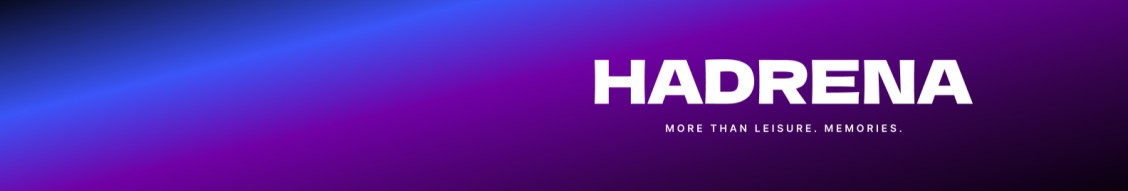 HADRENA
MORE THAN LEISURE. MEMORIES.